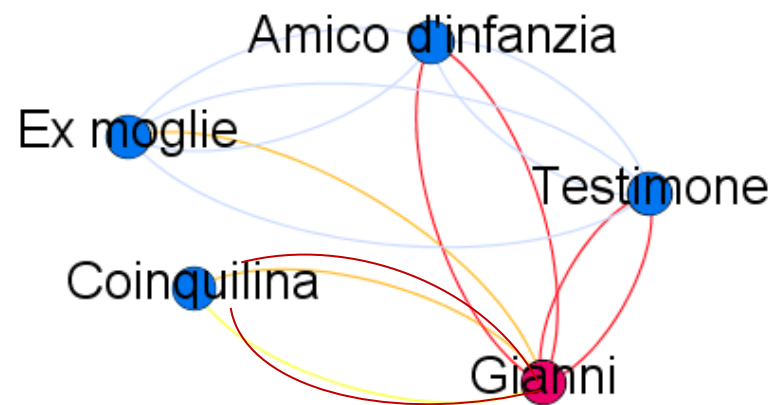 Amico d'infanzia
Ex moglie
Testimone
Coinquilina
Gianni